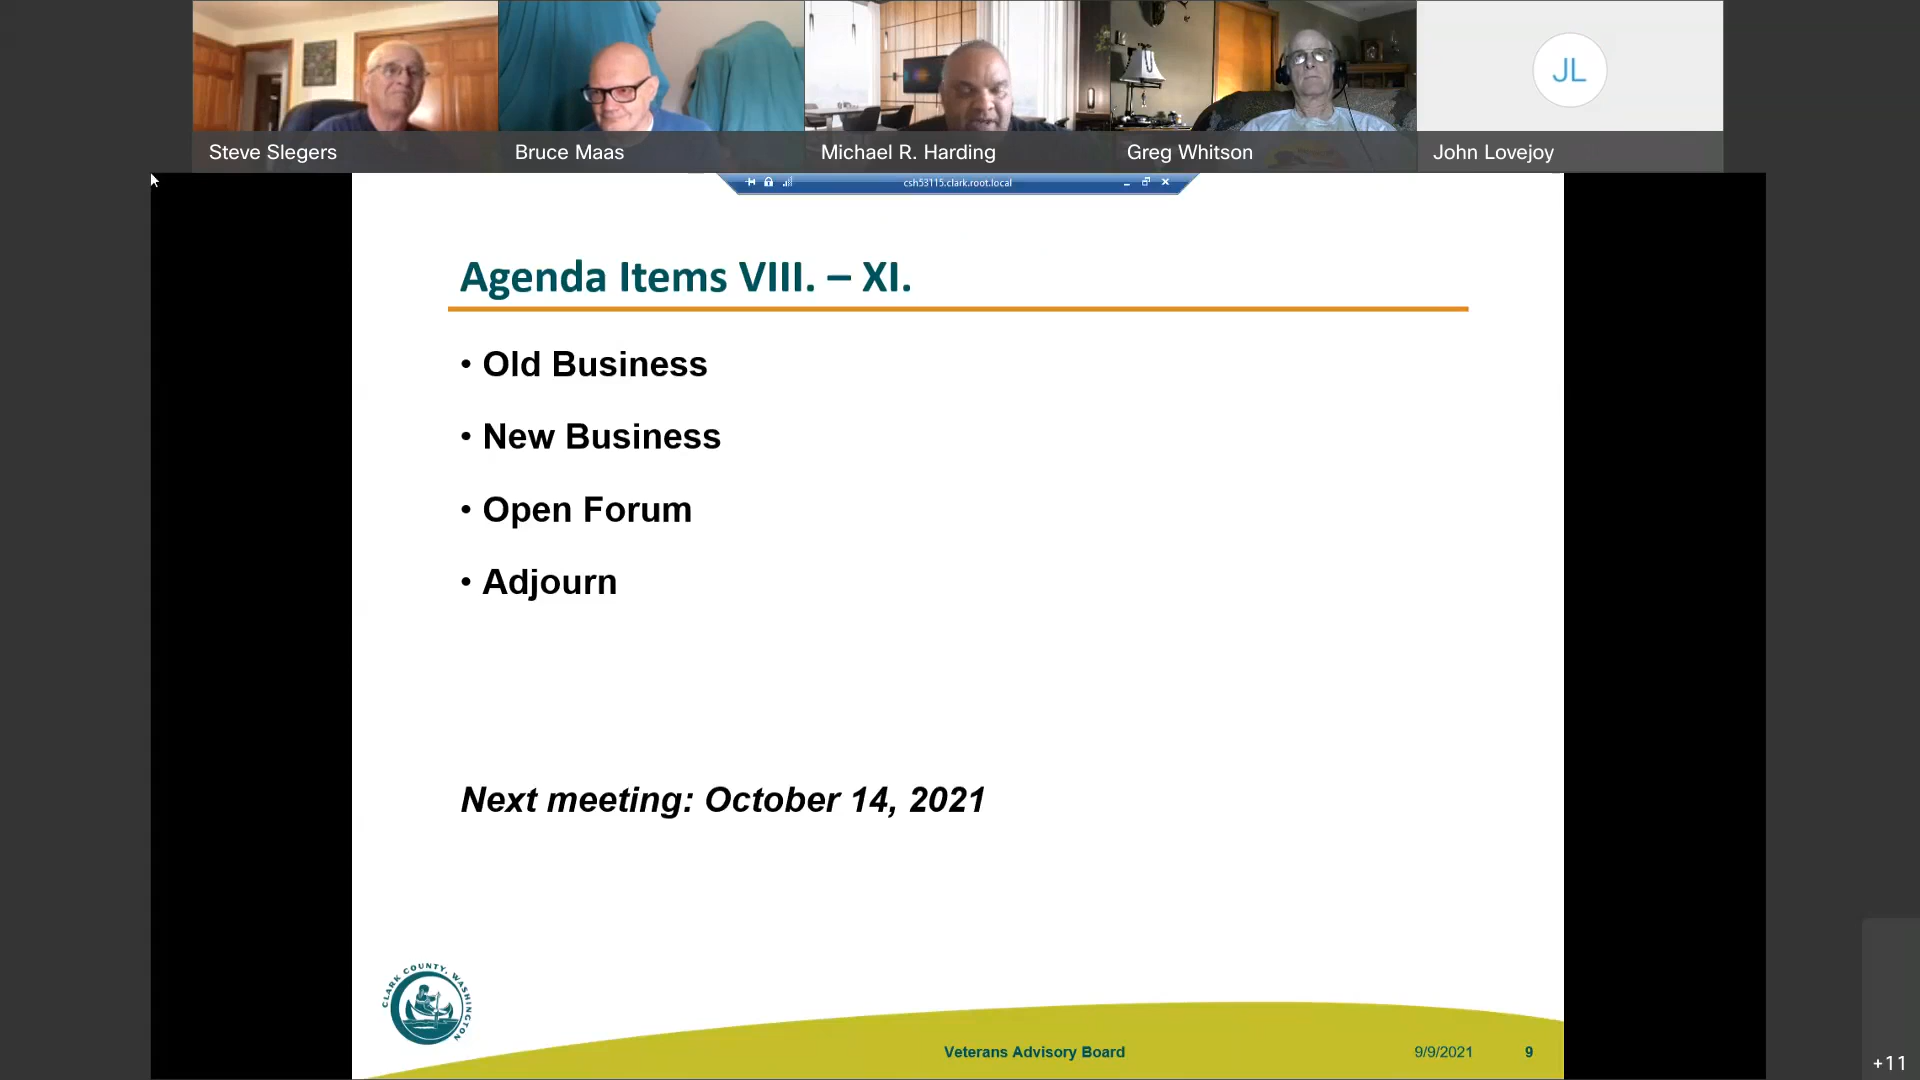 Steve Slegers
Bruce Maas
Michael R. Harding
Greg Whitson
JL
John Lovejoy
csh53115.clark.root.local
Agenda Items VIII. – XI.
• Old Business
• New Business
• Open Forum
• Adjourn
Next meeting: October 14, 2021
CLARK COUNTY, WASHINGTON
Veterans Advisory Board
9/9/2021
9
+11